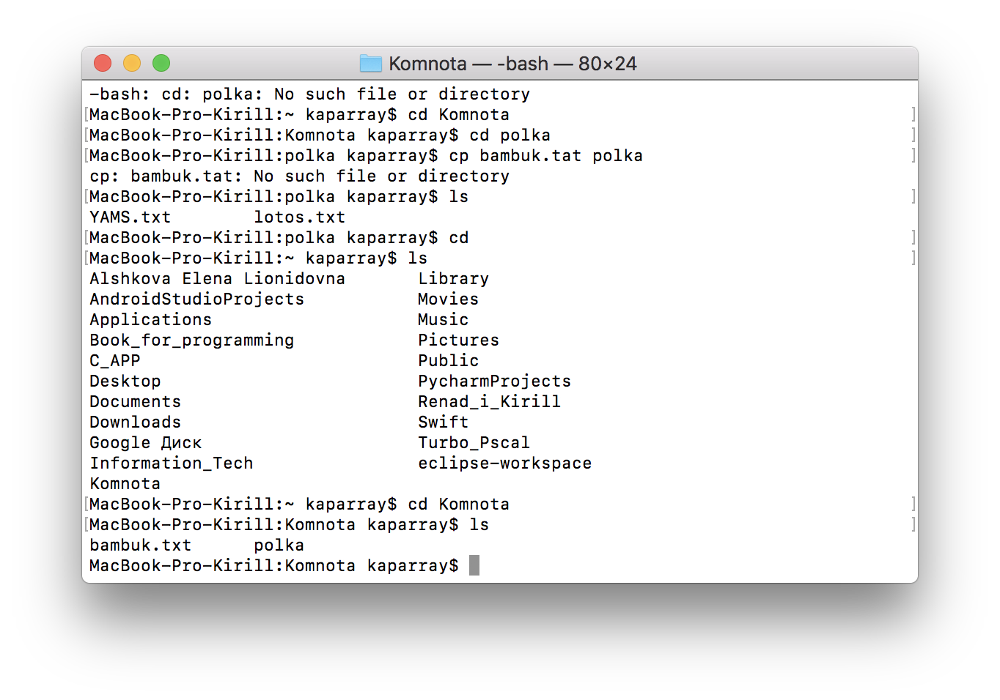 Komnota — -bash — 80×24
-bash: cd: polka: No such file or directory
[MacBook-Pro-Kirill:~ kaparray$ cd Komnota ]
[MacBook-Pro-Kirill:Komnota kaparray$ cd polka ]
[MacBook-Pro-Kirill:polka kaparray$ cp bambuk.tat polka ]
cp: bambuk.tat: No such file or directory
[MacBook-Pro-Kirill:polka kaparray$ ls ]
YAMS.txt lotos.txt
[MacBook-Pro-Kirill:polka kaparray$ cd ]
[MacBook-Pro-Kirill:~ kaparray$ ls ]
Alshkova Elena Lionidovna Library
AndroidStudioProjects Movies
Applications Music
Book_for_programming Pictures
C_APP Public
Desktop PycharmProjects
Documents Renad_i_Kirill
Downloads Swift
Google Диск Turbo_Pscal
Information_Tech eclipse-workspace
Komnota
[MacBook-Pro-Kirill:~ kaparray$ cd Komnota ]
[MacBook-Pro-Kirill:Komnota kaparray$ ls ]
bambuk.txt polka
MacBook-Pro-Kirill:Komnota kaparray$